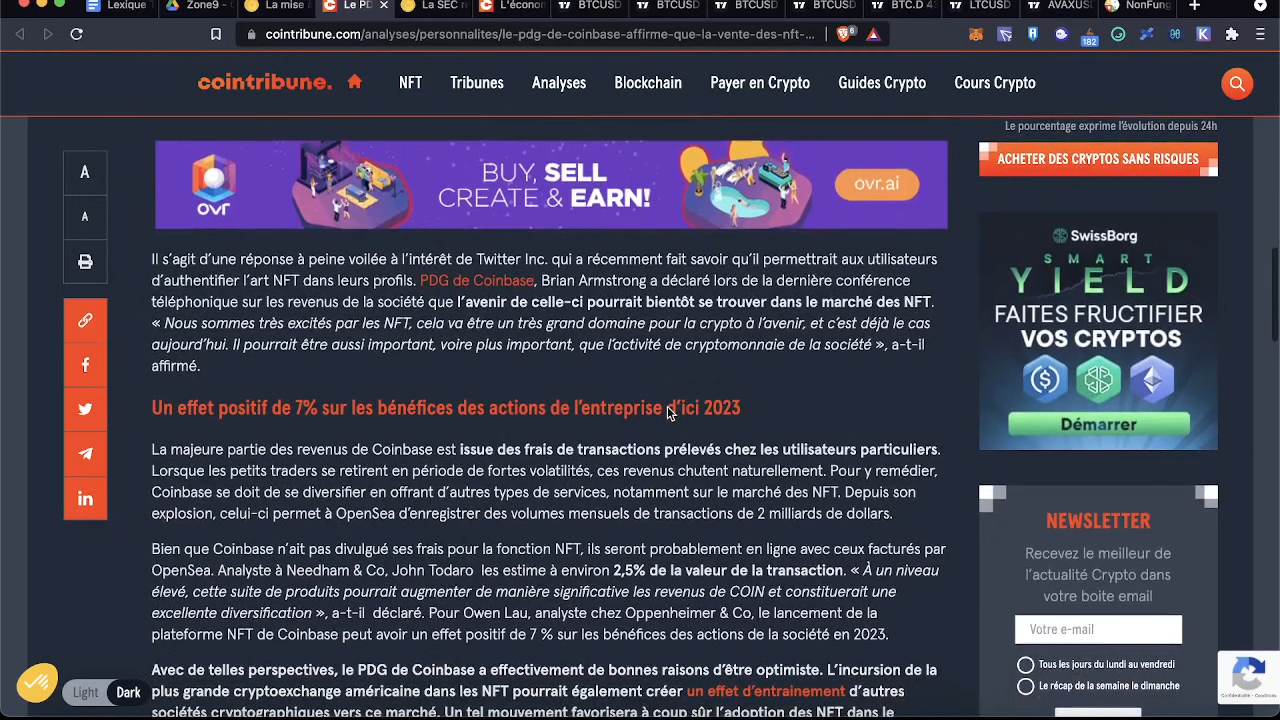 Lexique
Zone9 -
La mise
Le PD
La SEC r
L'écono
BTCUSD
BTCUSD
BTCUSD
BTCUSD
BTC.D 4
LTCUSD
AVAXUS
NonFung
cointribune.com/analyses/personnalites/le-pdg-de-coinbase-affirme-que-la-vente-des-nft-...
6
182
cointribune.
NFT
Tribunes
Analyses
Blockchain
Payer en Crypto
Guides Crypto
Cours Crypto
Le pourcentage exprime l'évolution depuis 24h
ACHETER DES CRYPTOS SANS RISQUES
A
A
OVR
BUY, SELL
CREATE & EARN!
ovr.ai
Il s'agit d'une réponse à peine voilée à l'intérêt de Twitter Inc. qui a récemment fait savoir qu'il permettrait aux utilisateurs
d'authentifier l'art NFT dans leurs profils. PDG de Coinbase, Brian Armstrong a déclaré lors de la dernière conférence
téléphonique sur les revenus de la société que l'avenir de celle-ci pourrait bientôt se trouver dans le marché des NFT.
« Nous sommes très excités par les NFT, cela va être un très grand domaine pour la crypto à l'avenir, et c'est déjà le cas
aujourd'hui. Il pourrait être aussi important, voire plus important, que l'activité de cryptomonnaie de la société », a-t-il
affirmé.
Un effet positif de 7% sur les bénéfices des actions de l'entreprise d'ici 2023
La majeure partie des revenus de Coinbase est issue des frais de transactions prélevés chez les utilisateurs particuliers.
Lorsque les petits traders se retirent en période de fortes volatilités, ces revenus chutent naturellement. Pour y remédier,
Coinbase se doit de se diversifier en offrant d'autres types de services, notamment sur le marché des NFT. Depuis son
explosion, celui-ci permet à OpenSea d'enregistrer des volumes mensuels de transactions de 2 milliards de dollars.
Bien que Coinbase n'ait pas divulgué ses frais pour la fonction NFT, ils seront probablement en ligne avec ceux facturés par
OpenSea. Analyste à Needham & Co, John Todaro les estime à environ 2,5% de la valeur de la transaction. « À un niveau
élevé, cette suite de produits pourrait augmenter de manière significative les revenus de COIN et constituerait une
excellente diversification », a-t-il déclaré. Pour Owen Lau, analyste chez Oppenheimer & Co, le lancement de la
plateforme NFT de Coinbase pourrait avoir un effet positif de 7 % sur les bénéfices des actions de la société en 2023.
Avec de telles perspectives, le PDG de Coinbase a effectivement de bonnes raisons d'être optimiste. L'incursion de la
plus grande cryptoexchange américaine dans les NFT pourrait également créer un effet d'entrainement d'autres
SwissBorg
SMART
YIELD
FAITES FRUCTIFIER
VOS CRYPTOS
Démarrer
NEWSLETTER
Recevez le meilleur de
l'actualité Crypto dans
votre boite email
Votre e-mail
Tous les jours du lundi au vendredi
Le récap de la semaine le dimanche
Light
Dark